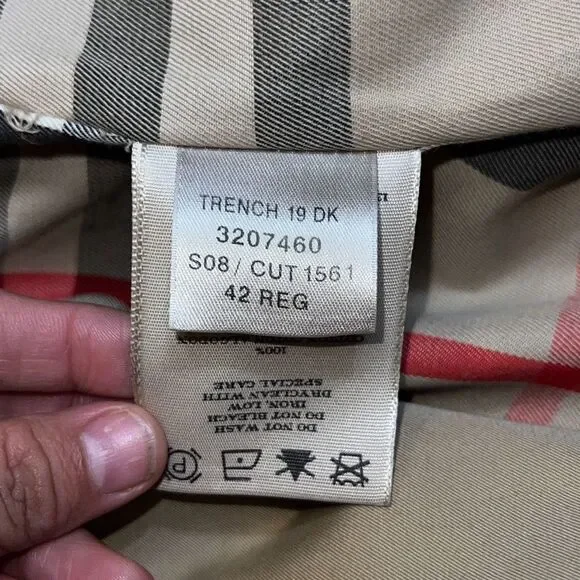 TRENCH 19 DK
3207460
S08/ CUT 1561
42 REG
100%
SPECIAL CARE
DRYCLEAN WITH
IRON, LOW
DO NOT BLEACH
DO NOT WASH
P